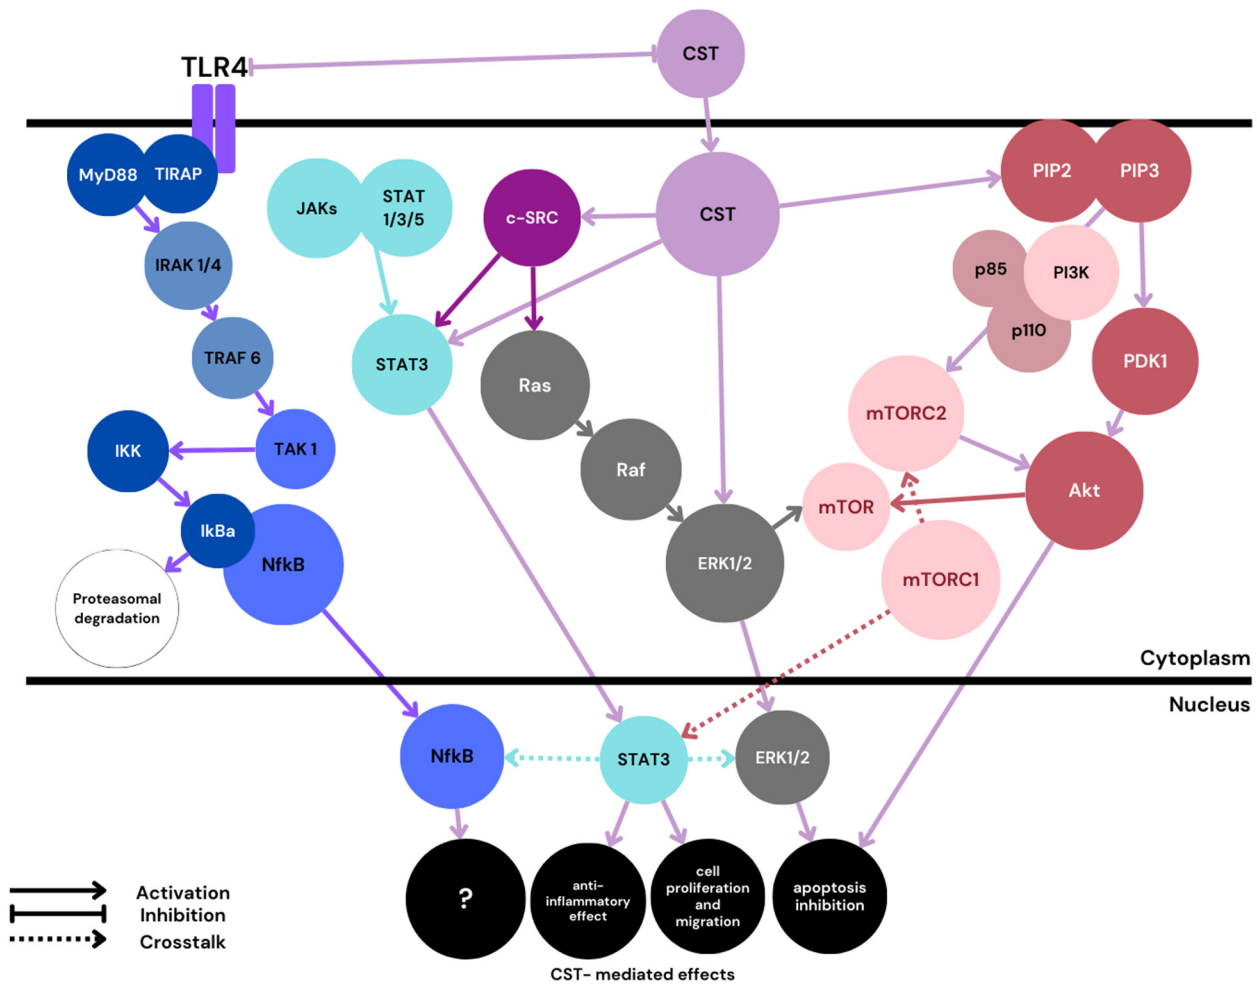 CST
TLR4
MyD88
TIRAP
PIP2
PIP3
JAKs
STAT
1/3/5
c-SRC
CST
IRAK 1/4
p85
PI3K
p110
TRAF 6
STAT3
Ras
PDK1
mTORC2
IKK
TAK 1
Raf
Akt
mTOR
IkBa
NfkB
ERK1/2
mTORC1
Proteasomal
degradation
Cytoplasm
Nucleus
NfkB
STAT3
ERK1/2
?
anti-
inflammatory
effect
cell
proliferation
and
migration
apoptosis
inhibition
Activation
Inhibition
Crosstalk
CST- mediated effects